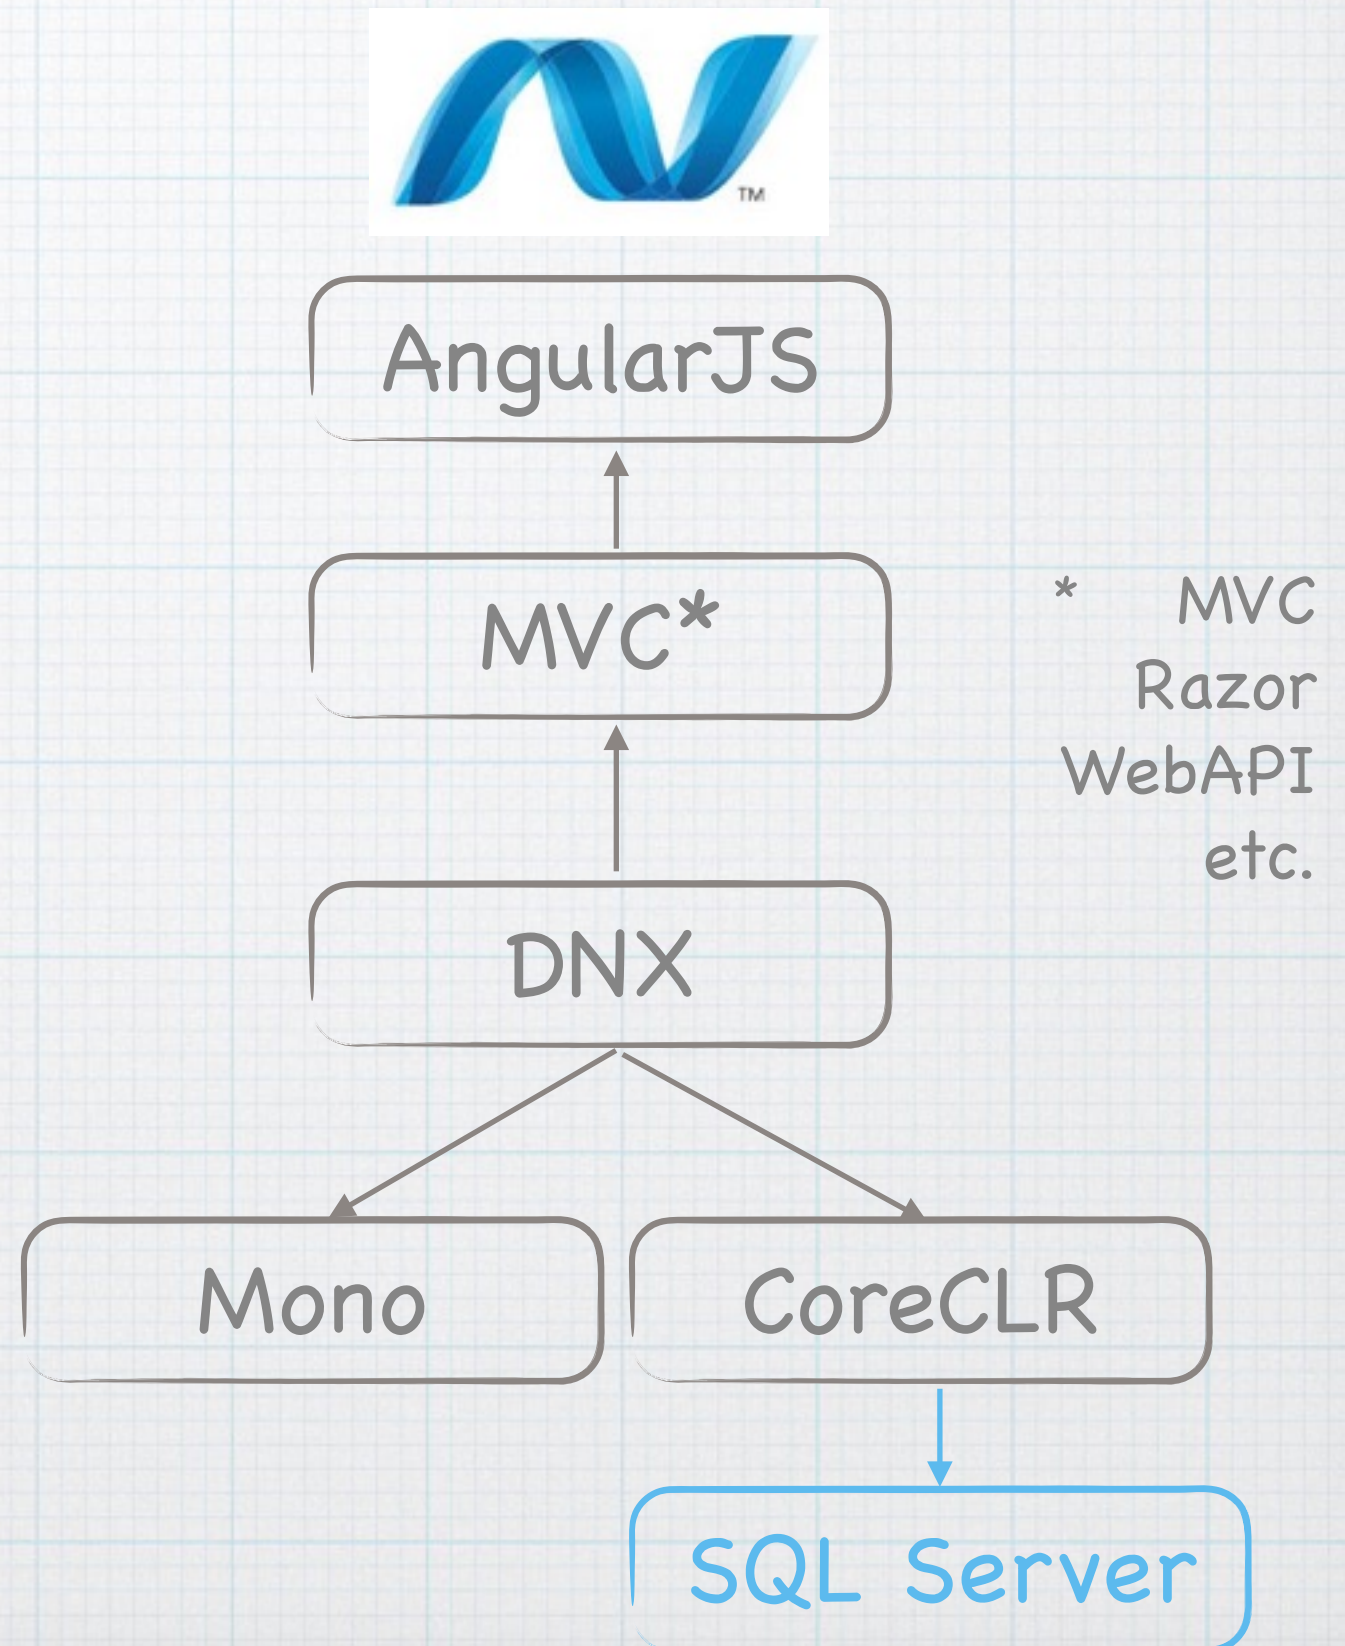 TM
AngularJS
MVC*
* MVC
Razor
WebAPI
etc.
DNX
Mono
CoreCLR
SQL Server